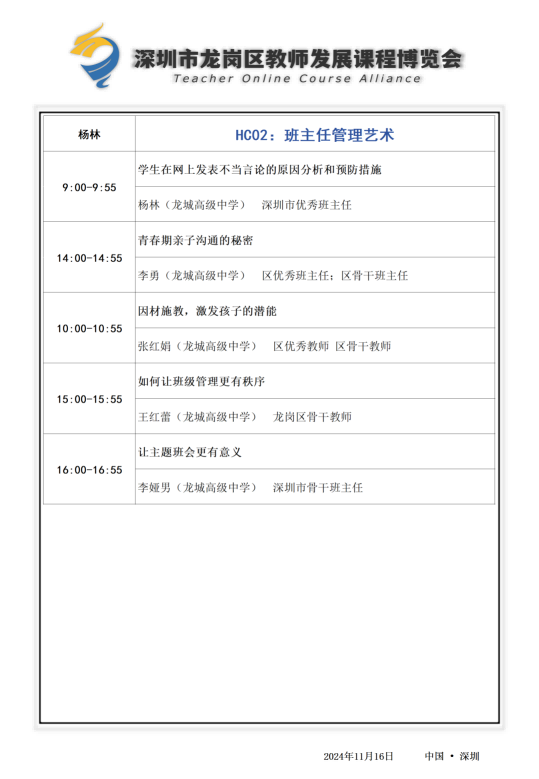 深圳市龙岗区教师发展课程博览会
Teacher Online Course Alliance
杨林
HC02：班主任管理艺术
9:00-9:55
学生在网上发表不当言论的原因分析和预防措施
杨林（龙城高级中学） 深圳市优秀班主任
14:00-14:55
青春期亲子沟通的秘密
李勇（龙城高级中学） 区优秀班主任；区骨干班主任
10:00-10:55
因材施教，激发孩子的潜能
张红娟（龙城高级中学） 区优秀教师 区骨干教师
15:00-15:55
如何让班级管理更有秩序
王红蕾（龙城高级中学） 龙岗区骨干教师
16:00-16:55
让主题班会更有意义
李娅男（龙城高级中学） 深圳市骨干班主任
2024年11月16日 中国 • 深圳